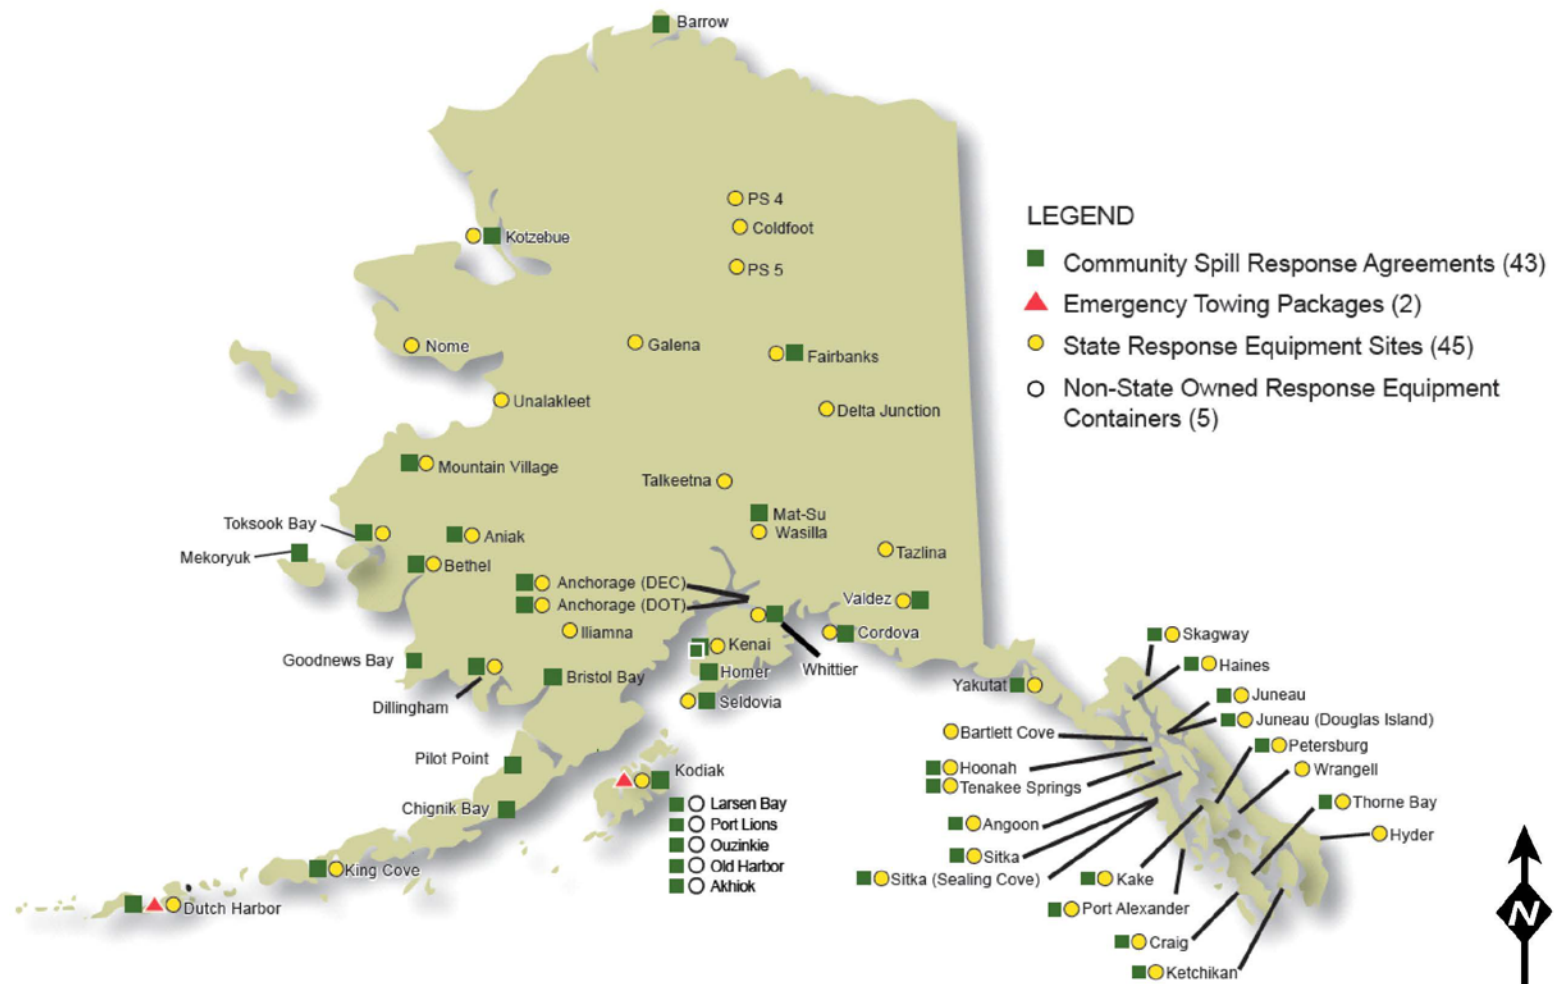 Barrow
PS 4
Coldfoot
PS 5
Kotzebue
Nome
Galena
Fairbanks
Unalakleet
Delta Junction
Mountain Village
Talkeetna
Mat-Su
Wasilla
Toksook Bay
Aniak
Mekoryuk
Bethel
Tazlina
Anchorage (DEC)
Anchorage (DOT)
Valdez
Iliamna
Cordova
Kenai
Whittier
Goodnews Bay
Homer
Bristol Bay
Dillingham
Seldovia
Pilot Point
Kodiak
Chignik Bay
Larsen Bay
Port Lions
Ouzinkie
Old Harbor
Akhiok
King Cove
Dutch Harbor
LEGEND
Community Spill Response Agreements (43)
Emergency Towing Packages (2)
State Response Equipment Sites (45)
Non-State Owned Response Equipment
Containers (5)
Skagway
Haines
Yakutat
Juneau
Juneau (Douglas Island)
Bartlett Cove
Petersburg
Hoonah
Wrangell
Tenakee Springs
Thorne Bay
Angoon
Hyder
Sitka
Sitka (Sealing Cove)
Kake
Port Alexander
Craig
Ketchikan
N